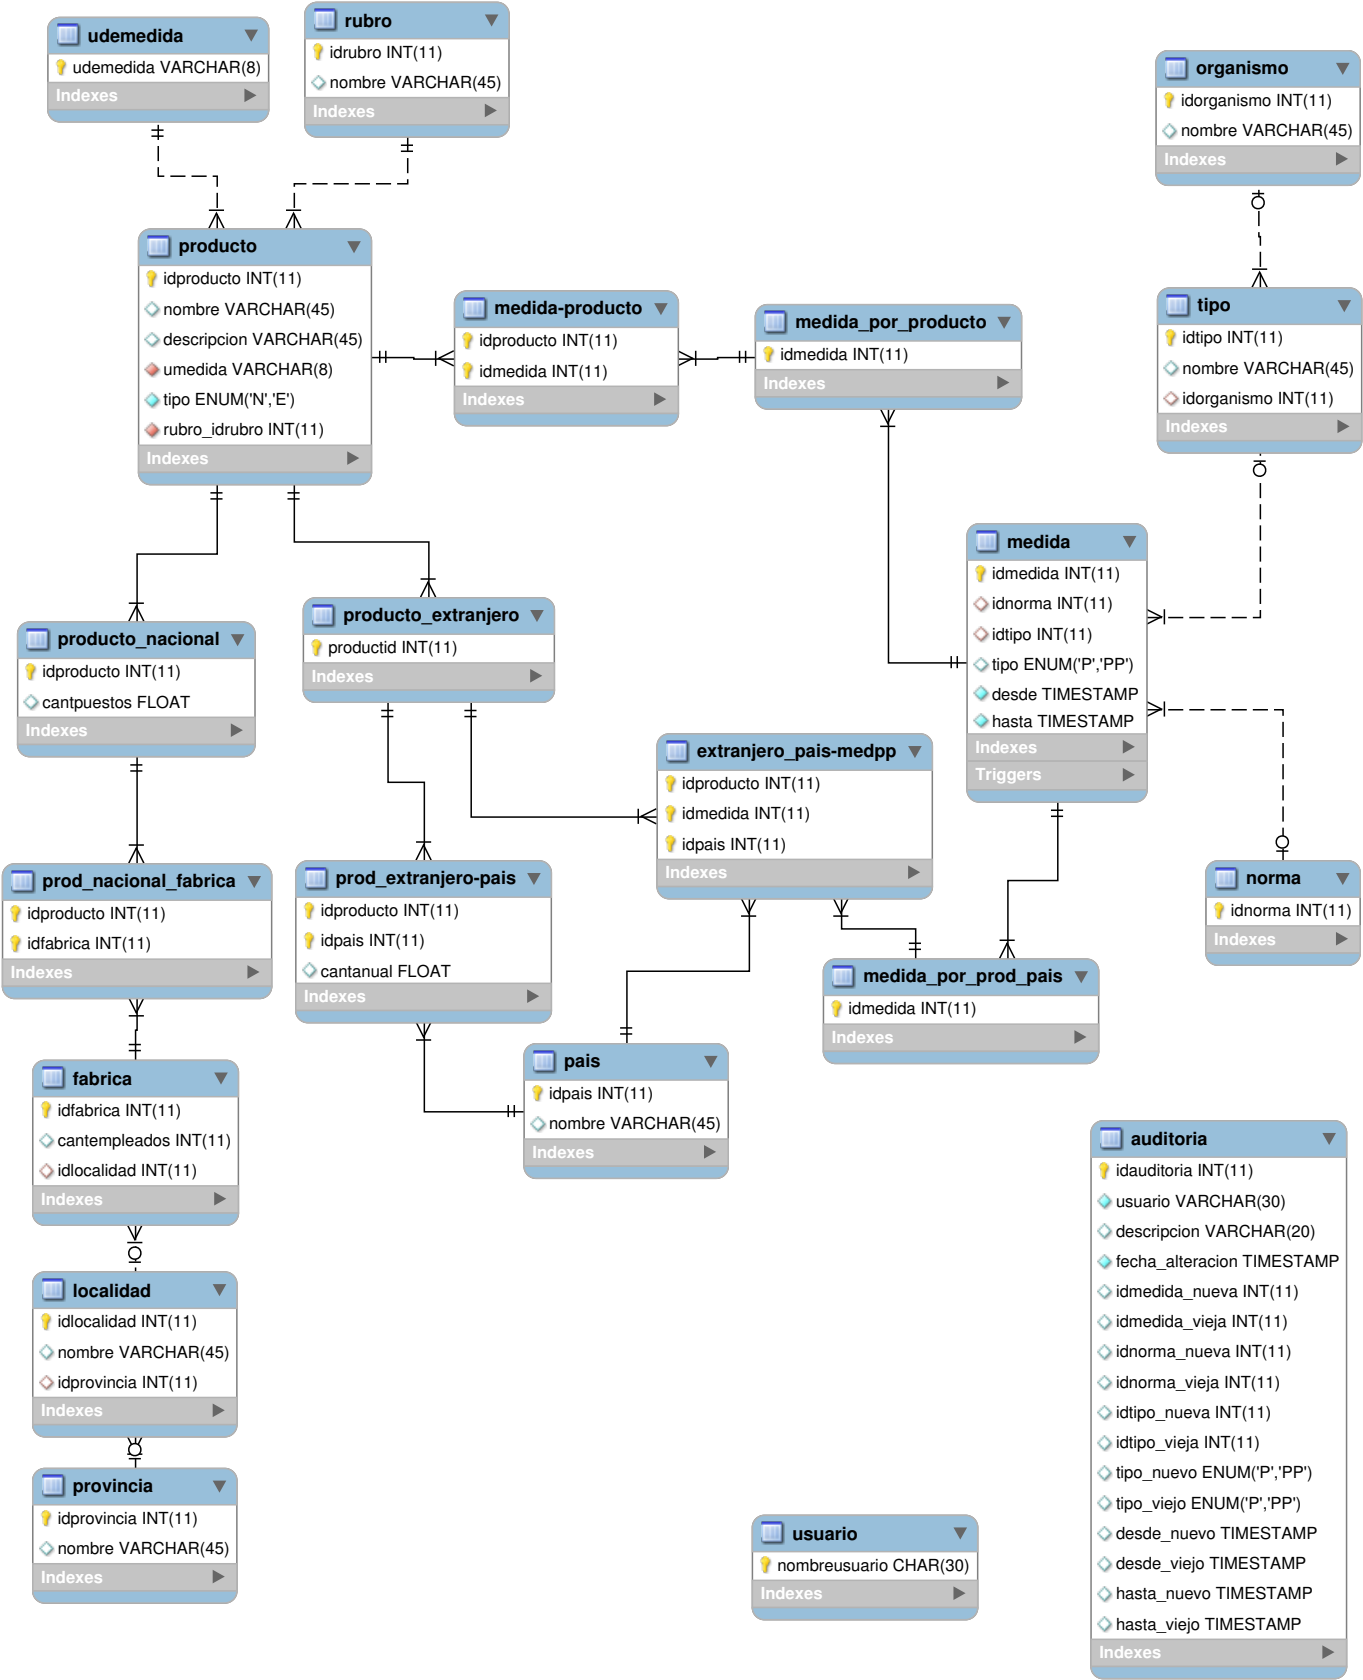 udemedida
udemedida VARCHAR(8)
Indexes
rubro
idrubro INT(11)
nombre VARCHAR(45)
Indexes
organismo
idorganismo INT(11)
nombre VARCHAR(45)
Indexes
producto
idproducto INT(11)
nombre VARCHAR(45)
descripcion VARCHAR(45)
umedida VARCHAR(8)
tipo ENUM('N','E')
rubro_idrubro INT(11)
Indexes
medida-producto
idproducto INT(11)
idmedida INT(11)
Indexes
medida_por_producto
idmedida INT(11)
Indexes
tipo
idtipo INT(11)
nombre VARCHAR(45)
idorganismo INT(11)
Indexes
medida
idmedida INT(11)
idnorma INT(11)
idtipo INT(11)
tipo ENUM('P','PP')
desde TIMESTAMP
hasta TIMESTAMP
Indexes
Triggers
producto_nacional
idproducto INT(11)
cantpuestos FLOAT
Indexes
producto_extranjero
productid INT(11)
Indexes
extranjero_pais-medpp
idproducto INT(11)
idmedida INT(11)
idpais INT(11)
Indexes
prod_nacional_fabrica
idproducto INT(11)
idfabrica INT(11)
Indexes
prod_extranjero-pais
idproducto INT(11)
idpais INT(11)
cantanual FLOAT
Indexes
norma
idnorma INT(11)
Indexes
medida_por_prod_pais
idmedida INT(11)
Indexes
fabrica
idfabrica INT(11)
cantempleados INT(11)
idlocalidad INT(11)
Indexes
pais
idpais INT(11)
nombre VARCHAR(45)
Indexes
localidad
idlocalidad INT(11)
nombre VARCHAR(45)
idprovincia INT(11)
Indexes
provincia
idprovincia INT(11)
nombre VARCHAR(45)
Indexes
usuario
nombreusuario CHAR(30)
Indexes
auditoria
idauditoria INT(11)
usuario VARCHAR(30)
descripcion VARCHAR(20)
fecha_alteracion TIMESTAMP
idmedida_nueva INT(11)
idmedida_vieja INT(11)
idnorma_nueva INT(11)
idnorma_vieja INT(11)
idtipo_nueva INT(11)
idtipo_vieja INT(11)
tipo_nuevo ENUM('P','PP')
tipo_viejo ENUM('P','PP')
desde_nuevo TIMESTAMP
desde_viejo TIMESTAMP
hasta_nuevo TIMESTAMP
hasta_viejo TIMESTAMP
Indexes